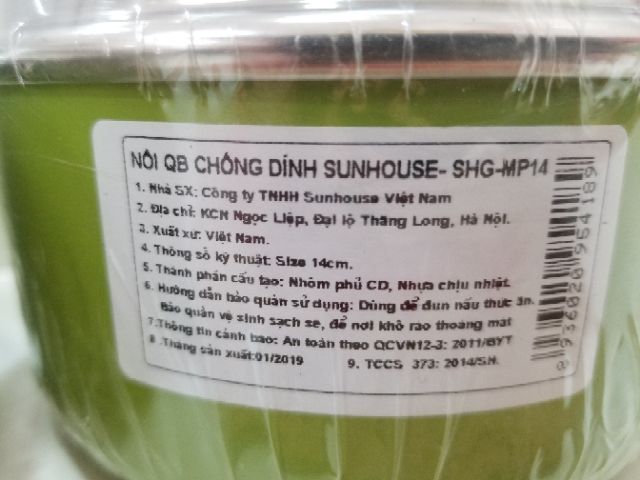 NỒI QB CHỐNG DÍNH SUNHOUSE- SHG-MP14
1. Nhà SX: Công ty TNHH Sunhouse Việt Nam
2. Địa chỉ: KCN Ngọc Liệp, Đại lộ Thăng Long, Hà Nội.
3. Xuất xứ: Việt Nam.
4. Thông số kỹ thuật: Size 14cm.
5. Thành phần cấu tạo: Nhôm phủ CD, Nhựa chịu nhiệt.
6. Hướng dẫn bảo quản sử dụng: Dùng để đun nấu thức ăn.
Bảo quản vệ sinh sạch sẽ, để nơi khô ráo thoáng mát
7.Thông tin cảnh báo: An toàn theo QCVN12-3: 2011/BYT
8 .Tháng sản xuất:01/2019 9. TCCS 373: 2014/SH.
8936020954189